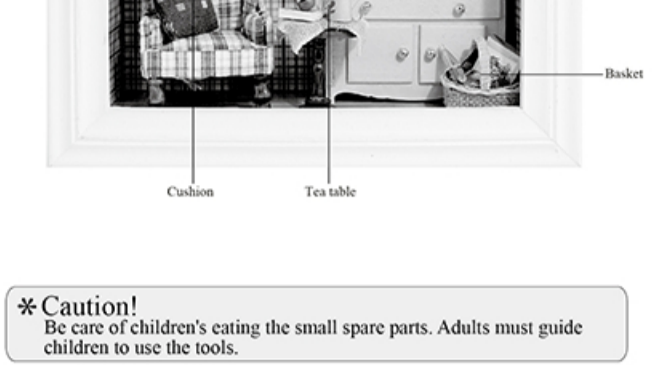 Basket
Cushion
Tea table
* Caution!
Be care of children's eating the small spare parts. Adults must guide
children to use the tools.